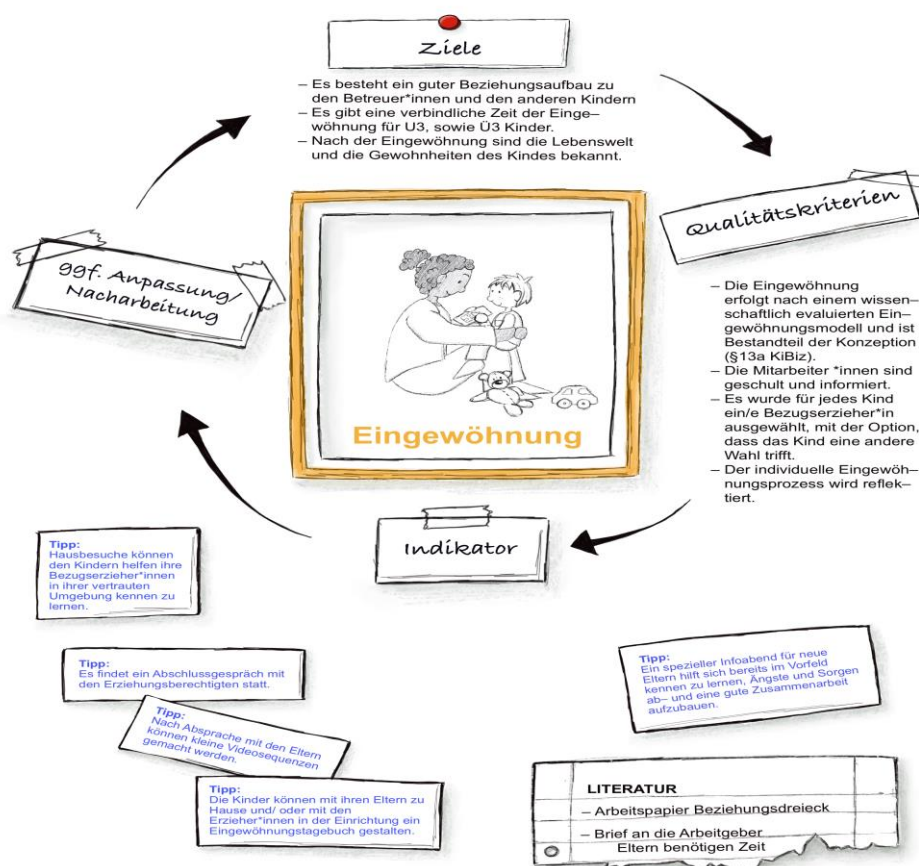 Ziele
– Es besteht ein guter Beziehungsaufbau zu
den Betreuer*innen und den anderen Kindern
– Es gibt eine verbindliche Zeit der Einge–
wöhnung für U3, sowie Ü3 Kinder.
– Nach der Eingewöhnung sind die Lebenswelt
und die Gewohnheiten des Kindes bekannt.
Qualitätskriterien
– Die Eingewöhnung
erfolgt nach einem wissen–
schaftlich evaluierten Ein–
gewöhnungsmodell und ist
Bestandteil der Konzeption
(§13a KiBiz).
– Die Mitarbeiter *innen sind
geschult und informiert.
– Es wurde für jedes Kind
ein/e Bezugserzieher*in
ausgewählt, mit der Option,
dass das Kind eine andere
Wahl trifft.
– Der individuelle Eingewöh–
nungsprozess wird reflek–
tiert.
ggf. Anpassung/
Nacharbeitung
Eingewöhnung
Indikator
Tipp:
Hausbesuche können
den Kindern helfen ihre
Bezugserzieher*innen
in ihrer vertrauten
Umgebung kennen zu
lernen.
Tipp:
Es findet ein Abschlussgespräch mit
den Erziehungsberechtigten statt.
Tipp:
Nach Absprache mit den Eltern
können kleine Videosequenzen
gemacht werden.
Tipp:
Die Kinder können mit ihren Eltern zu
Hause und/ oder mit den
Erzieher*innen in der Einrichtung ein
Eingewöhnungstagebuch gestalten.
Tipp:
Ein spezieller Infoabend für neue
Eltern hilft sich bereits im Vorfeld
kennen zu lernen, Ängste und Sorgen
ab– und eine gute Zusammenarbeit
aufzubauen.
LITERATUR
– Arbeitspapier Beziehungsdreieck
– Brief an die Arbeitgeber
Eltern benötigen Zeit